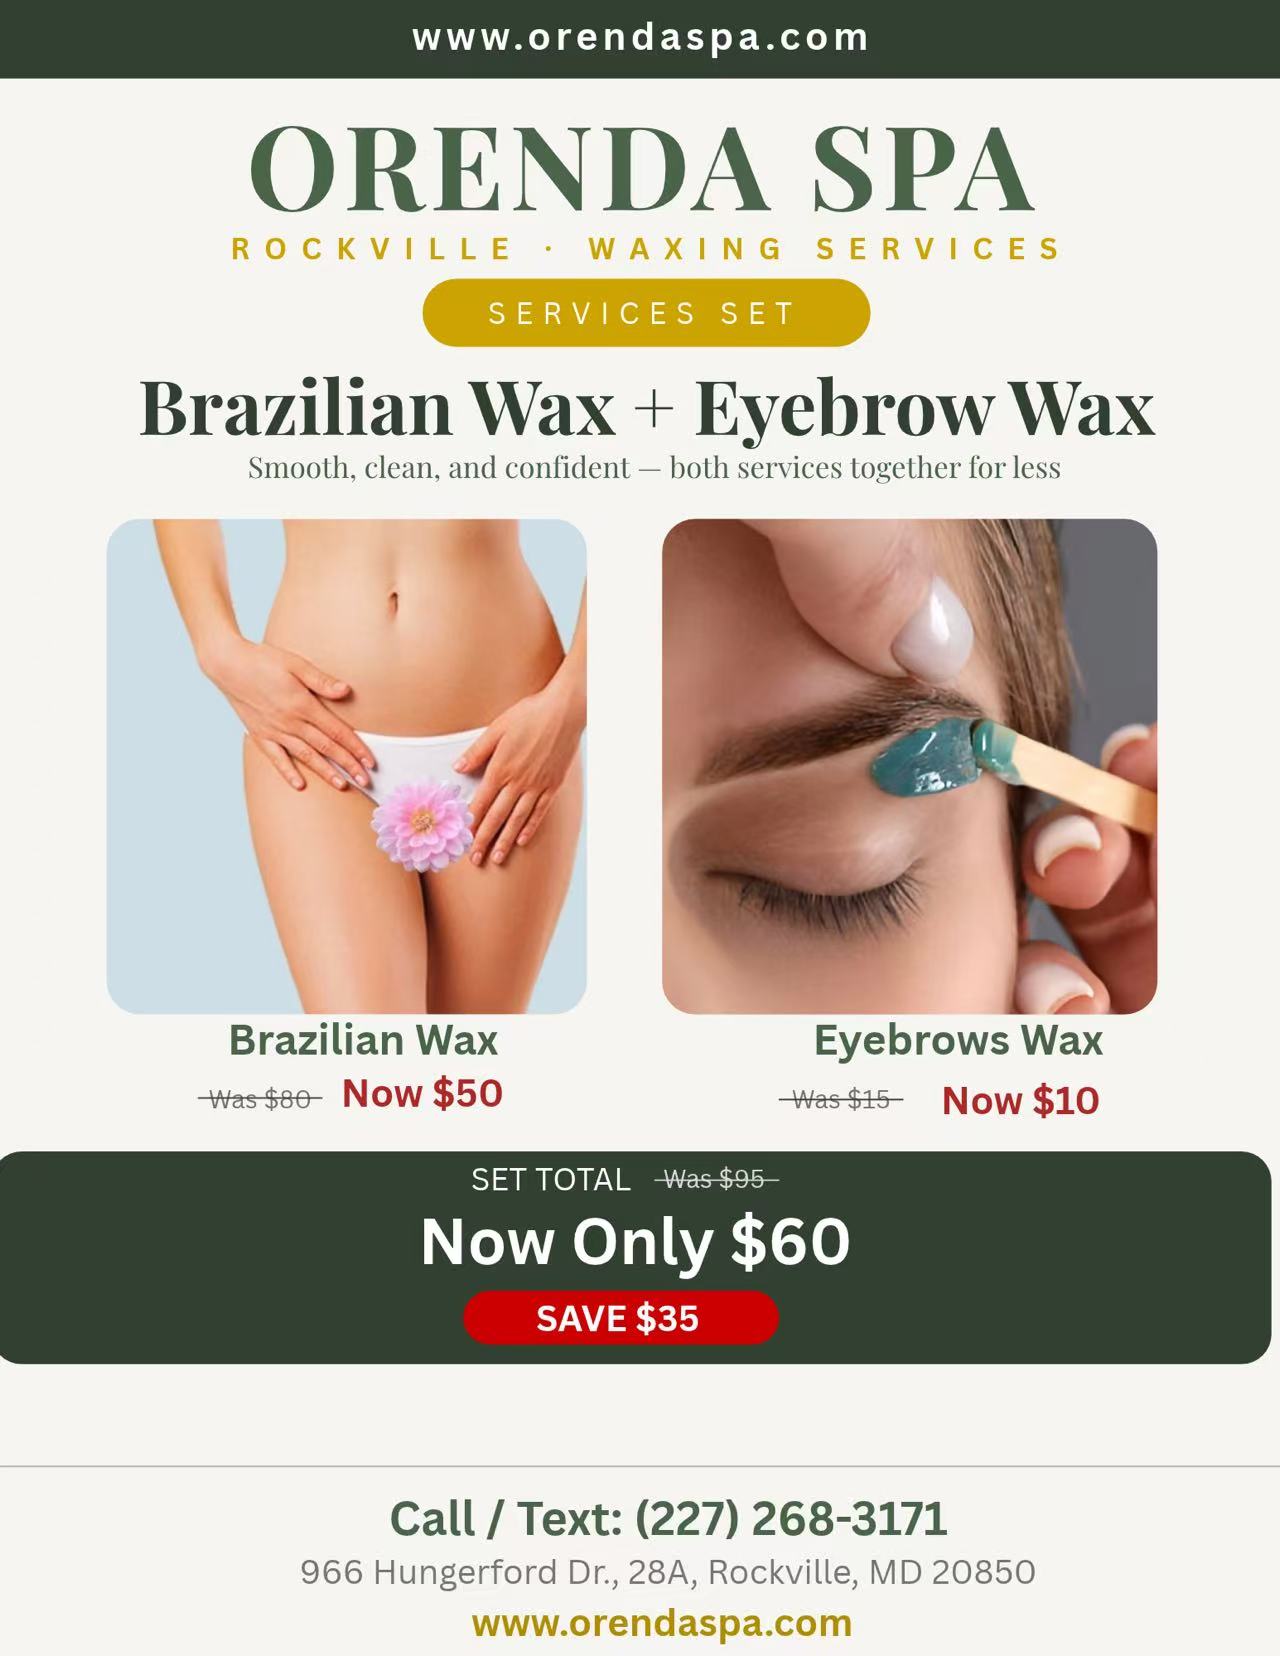 www.orendaspa.com
ORENDA SPA
ROCKVILLE · WAXING SERVICES
SERVICES SET
Brazilian Wax + Eyebrow Wax
Smooth, clean, and confident — both services together for less
Brazilian Wax
Was $80 Now $50
Eyebrows Wax
Was $15 Now $10
SET TOTAL Was $95
Now Only $60
SAVE $35
Call / Text: (227) 268-3171
966 Hungerford Dr., 28A, Rockville, MD 20850
www.orendaspa.com